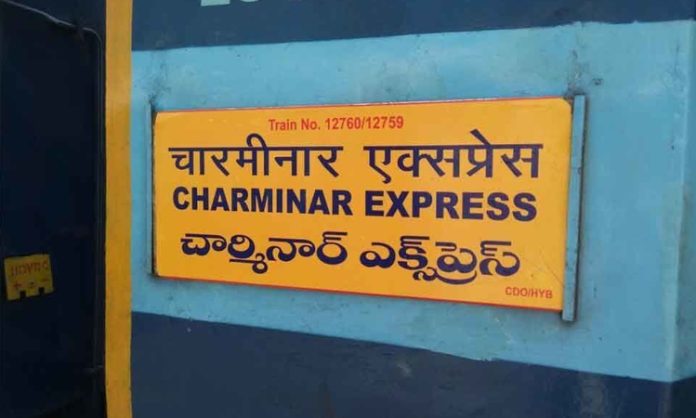 Train No. 12760/12759
चारमीनार एक्सप्रेस
CHARMINAR EXPRESS
చార్మినార్ ఎక్స్‌ప్రెస్
CDO/HYB